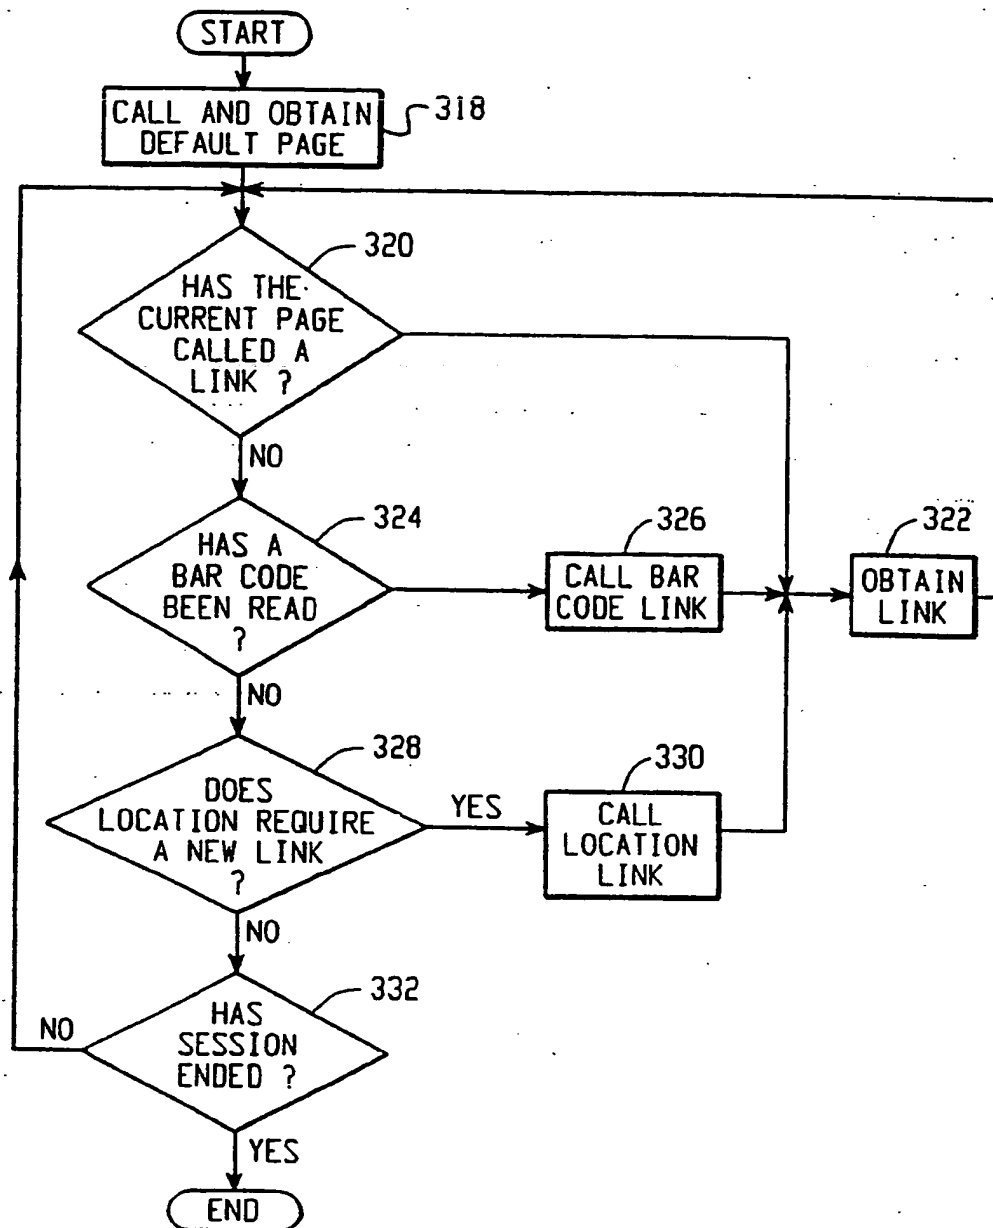 START
CALL AND OBTAIN
DEFAULT PAGE
318
320
HAS THE
CURRENT PAGE
CALLED A
LINK ?
NO
324
HAS A
BAR CODE
BEEN READ
?
326
CALL BAR
CODE LINK
322
OBTAIN
LINK
NO
328
DOES
LOCATION REQUIRE
A NEW LINK
?
YES
330
CALL
LOCATION
LINK
NO
332
HAS
SESSION
ENDED ?
NO
YES
END